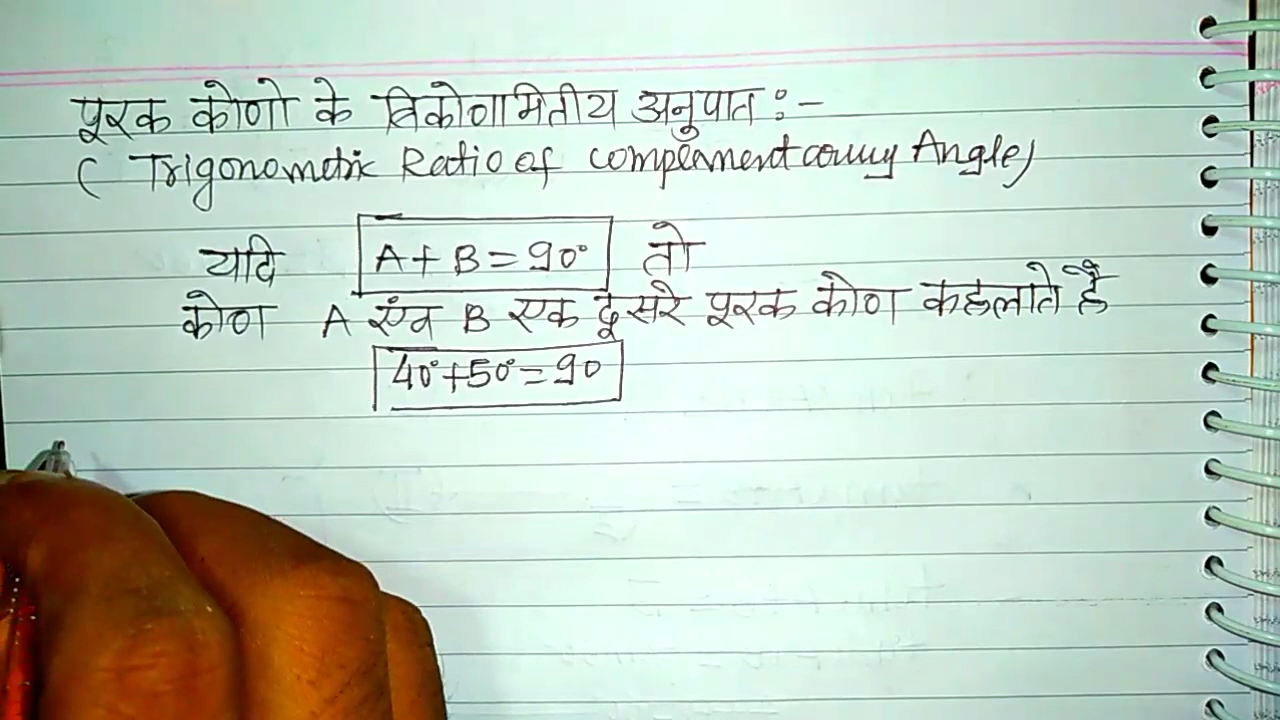 पूरक कोणो के त्रिकोणमितीय अनुपात :-
( Trigonometric Ratio of complementary Angle)
यदि A + B = 90° तो
कोण A एंव B एक दूसरे पूरक कोण कहलाते है
40°+50°=90